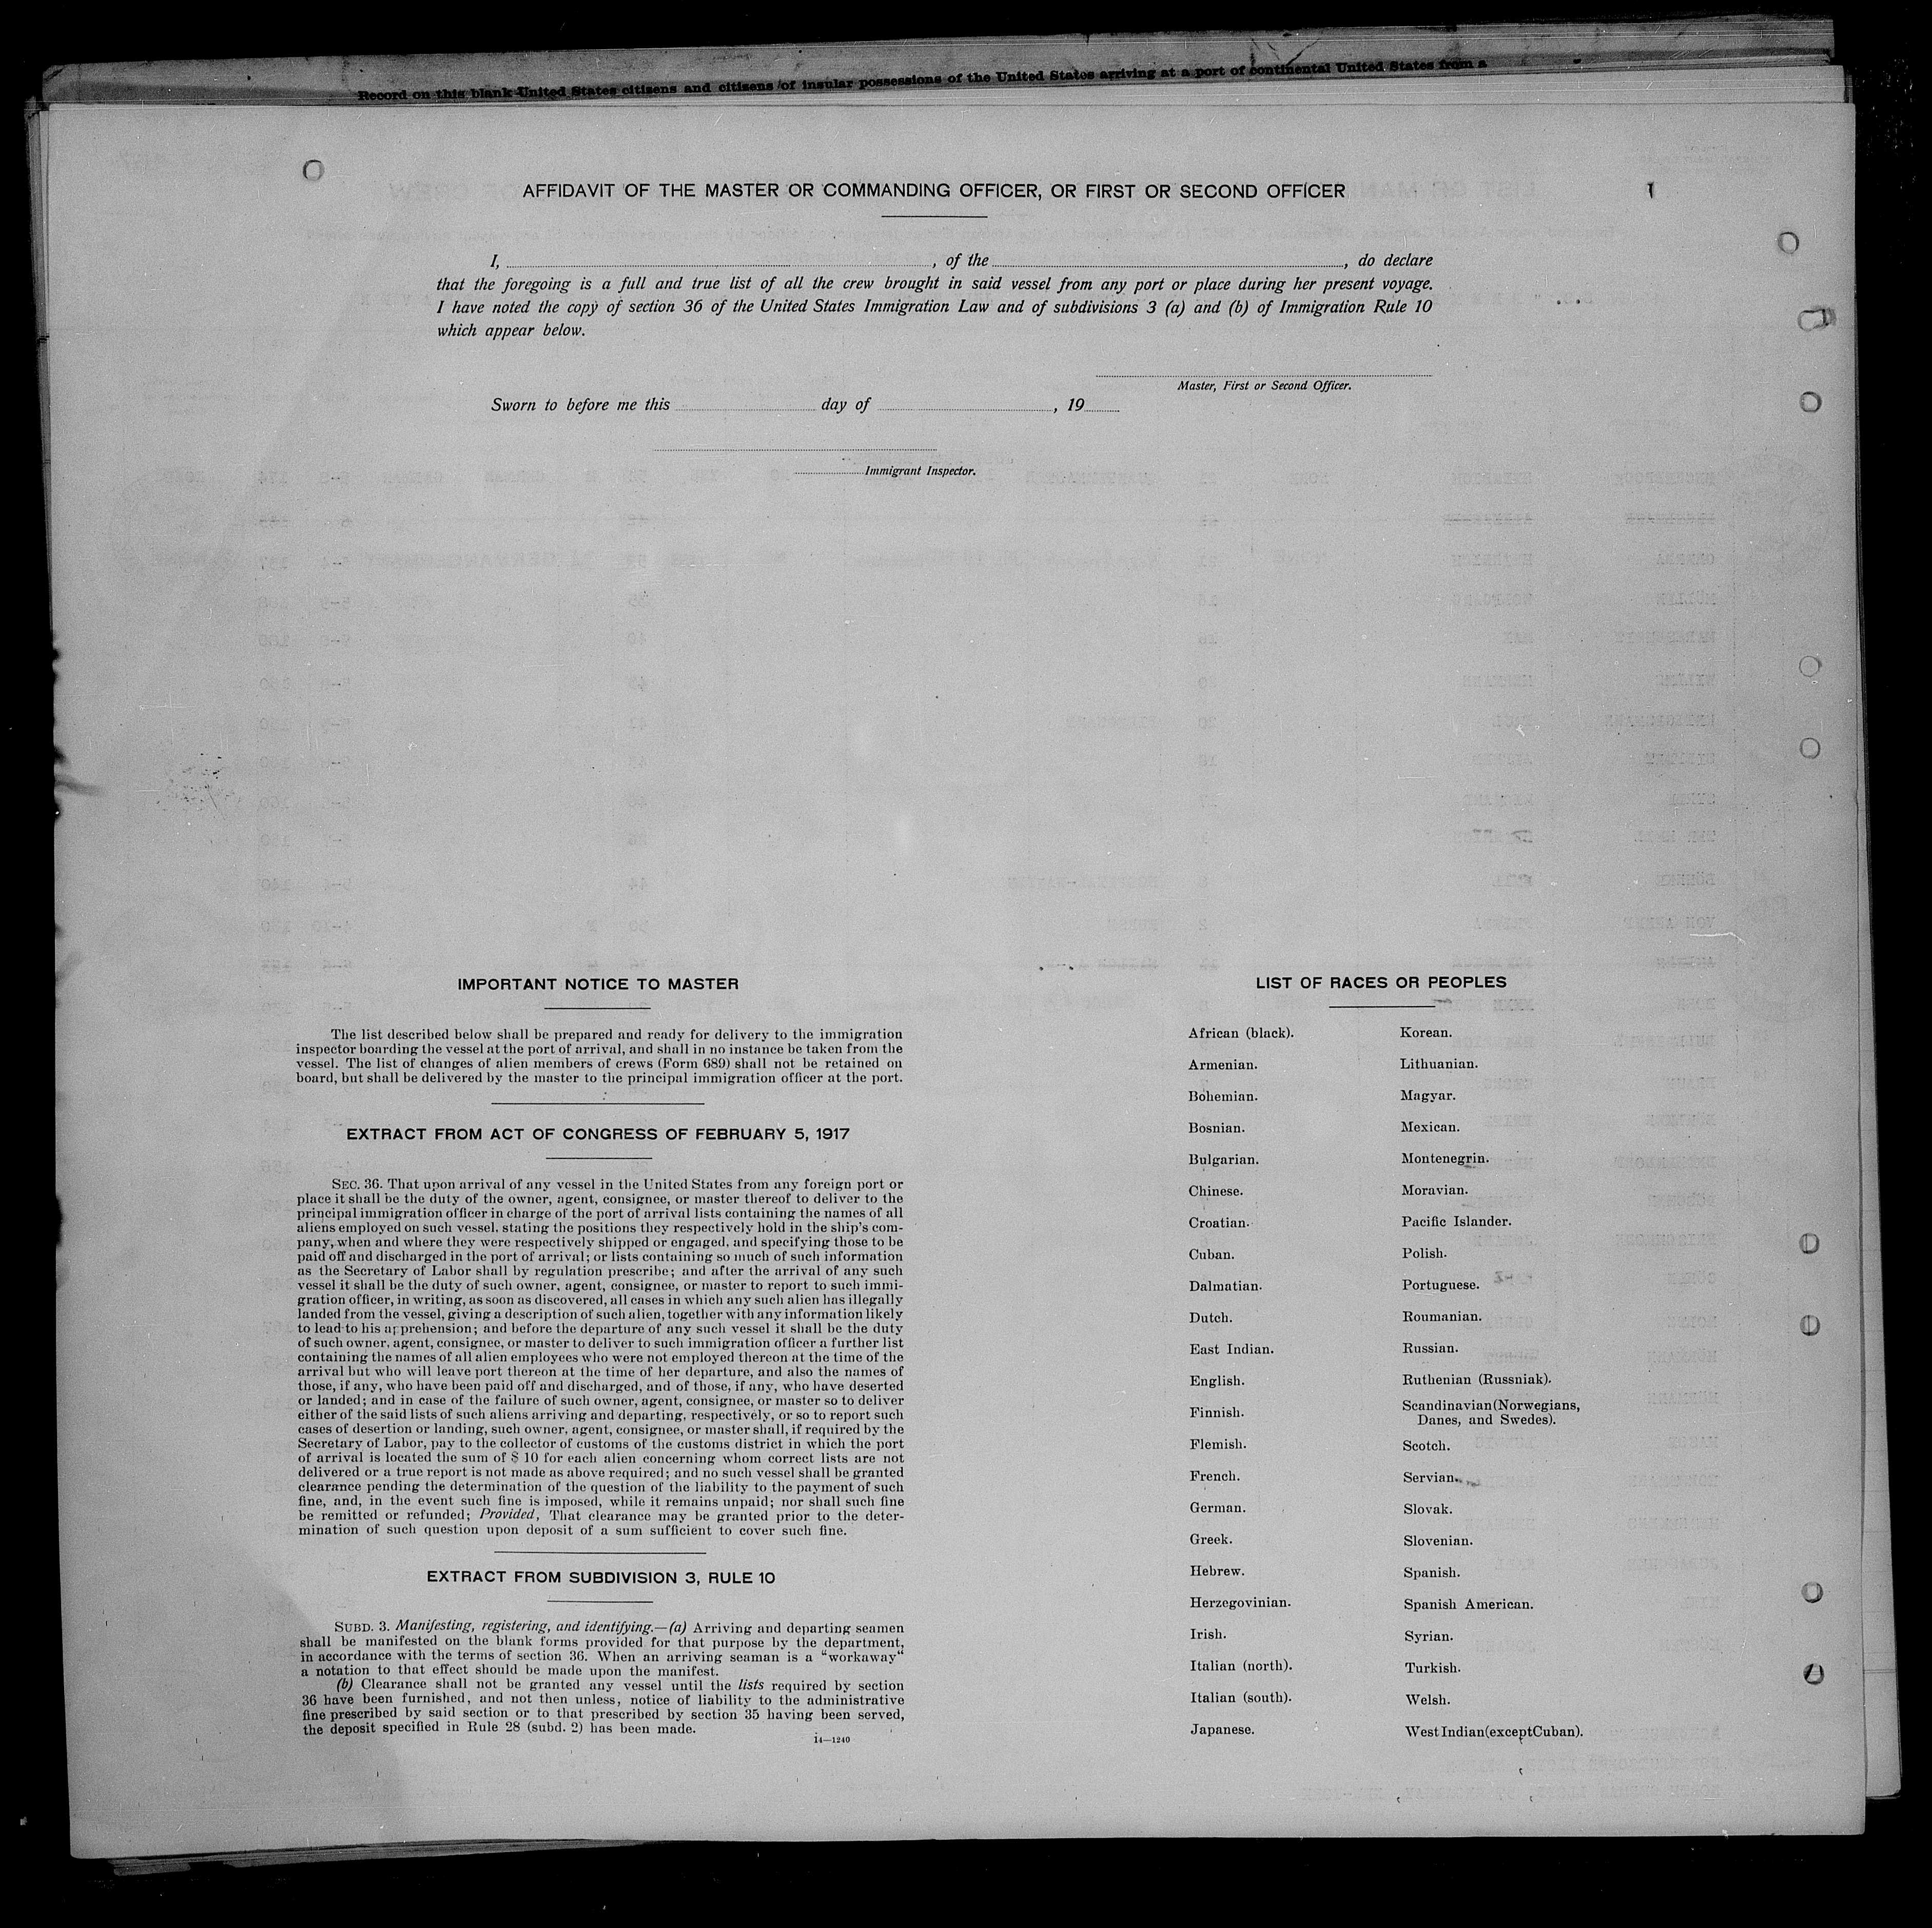 Record on this blank United States citizens and citizens of insular possessions of the United States arriving at a port of continental United States from a
AFFIDAVIT OF THE MASTER OR COMMANDING OFFICER, OR FIRST OR SECOND OFFICER
I, , of the , do declare
that the foregoing is a full and true list of all the crew brought in said vessel from any port or place during her present voyage.
I have noted the copy of section 36 of the United States Immigration Law and of subdivisions 3 (a) and (b) of Immigration Rule 10
which appear below.
Master, First or Second Officer.
Sworn to before me this day of , 19
Immigrant Inspector.
IMPORTANT NOTICE TO MASTER
The list described below shall be prepared and ready for delivery to the immigration
inspector boarding the vessel at the port of arrival, and shall in no instance be taken from the
vessel. The list of changes of alien members of crews (Form 689) shall not be retained on
board, but shall be delivered by the master to the principal immigration officer at the port.
EXTRACT FROM ACT OF CONGRESS OF FEBRUARY 5, 1917
SEC. 36. That upon arrival of any vessel in the United States from any foreign port or
place it shall be the duty of the owner, agent, consignee, or master thereof to deliver to the
principal immigration officer in charge of the port of arrival lists containing the names of all
aliens employed on such vessel, stating the positions they respectively hold in the ship's com-
pany, when and where they were respectively shipped or engaged, and specifying those to be
paid off and discharged in the port of arrival; or lists containing so much of such information
as the Secretary of Labor shall by regulation prescribe; and after the arrival of any such
vessel it shall be the duty of such owner, agent, consignee, or master to report to such immi-
gration officer, in writing, as soon as discovered, all cases in which any such alien has illegally
landed from the vessel, giving a description of such alien, together with any information likely
to lead to his apprehension; and before the departure of any such vessel it shall be the duty
of such owner, agent, consignee, or master to deliver to such immigration officer a further list
containing the names of all alien employees who were not employed thereon at the time of the
arrival but who will leave port thereon at the time of her departure, and also the names of
those, if any, who have been paid off and discharged, and of those, if any, who have deserted
or landed; and in case of the failure of such owner, agent, consignee, or master so to deliver
either of the said lists of such aliens arriving and departing, respectively, or so to report such
cases of desertion or landing, such owner, agent, consignee, or master shall, if required by the
Secretary of Labor, pay to the collector of customs of the customs district in which the port
of arrival is located the sum of $ 10 for each alien concerning whom correct lists are not
delivered or a true report is not made as above required; and no such vessel shall be granted
clearance pending the determination of the question of the liability to the payment of such
fine, and, in the event such fine is imposed, while it remains unpaid; nor shall such fine
be remitted or refunded; Provided, That clearance may be granted prior to the deter-
mination of such question upon deposit of a sum sufficient to cover such fine.
EXTRACT FROM SUBDIVISION 3, RULE 10
SUBD. 3. Manifesting, registering, and identifying.—(a) Arriving and departing seamen
shall be manifested on the blank forms provided for that purpose by the department,
in accordance with the terms of section 36. When an arriving seaman is a "workaway"
a notation to that effect should be made upon the manifest.
(b) Clearance shall not be granted any vessel until the lists required by section
36 have been furnished, and not then unless, notice of liability to the administrative
fine prescribed by said section or to that prescribed by section 35 having been served,
the deposit specified in Rule 28 (subd. 2) has been made.
14—1240
LIST OF RACES OR PEOPLES
African (black).
Armenian.
Bohemian.
Bosnian.
Bulgarian.
Chinese.
Croatian.
Cuban.
Dalmatian.
Dutch.
East Indian.
English.
Finnish.
Flemish.
French.
German.
Greek.
Hebrew.
Herzegovinian.
Irish.
Italian (north).
Italian (south).
Japanese.
Korean.
Lithuanian.
Magyar.
Mexican.
Montenegrin.
Moravian.
Pacific Islander.
Polish.
Portuguese.
Roumanian.
Russian.
Ruthenian (Russniak).
Scandinavian (Norwegians,
Danes, and Swedes).
Scotch.
Servian.
Slovak.
Slovenian.
Spanish.
Spanish American.
Syrian.
Turkish.
Welsh.
West Indian (except Cuban).